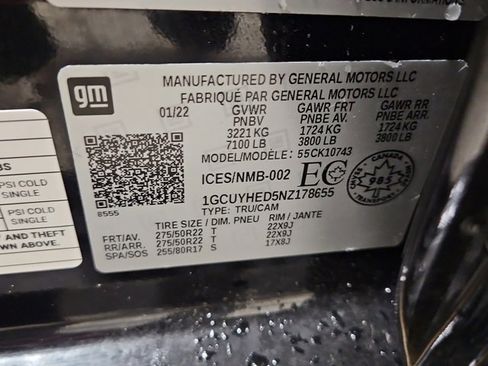 gm
MANUFACTURED BY GENERAL MOTORS LLC
FABRIQUÉ PAR GENERAL MOTORS LLC
01/22 GVWR GAWR FRT GAWR RR
PNBV PNBE AV. PNBE ARR.
3221 KG 1724 KG 1724 KG
7100 LB 3800 LB 3800 LB
MODEL/MODÈLE: 55CK10743
ICES/NMB-002 EC
CANADA
985
TRANSPORT
1GCUYHED5NZ178655
TYPE: TRU/CAM
8555
TIRE SIZE / DIM. PNEU RIM / JANTE
FRT/AV. 275/50R22 T 22X9J
RR/ARR. 275/50R22 T 22X9J
SPA/SOS 255/80R17 S 17X8J
BS
PSI COLD
SINGLE
PSI COLD
SINGLE
AND THEFT
OWN ABOVE.